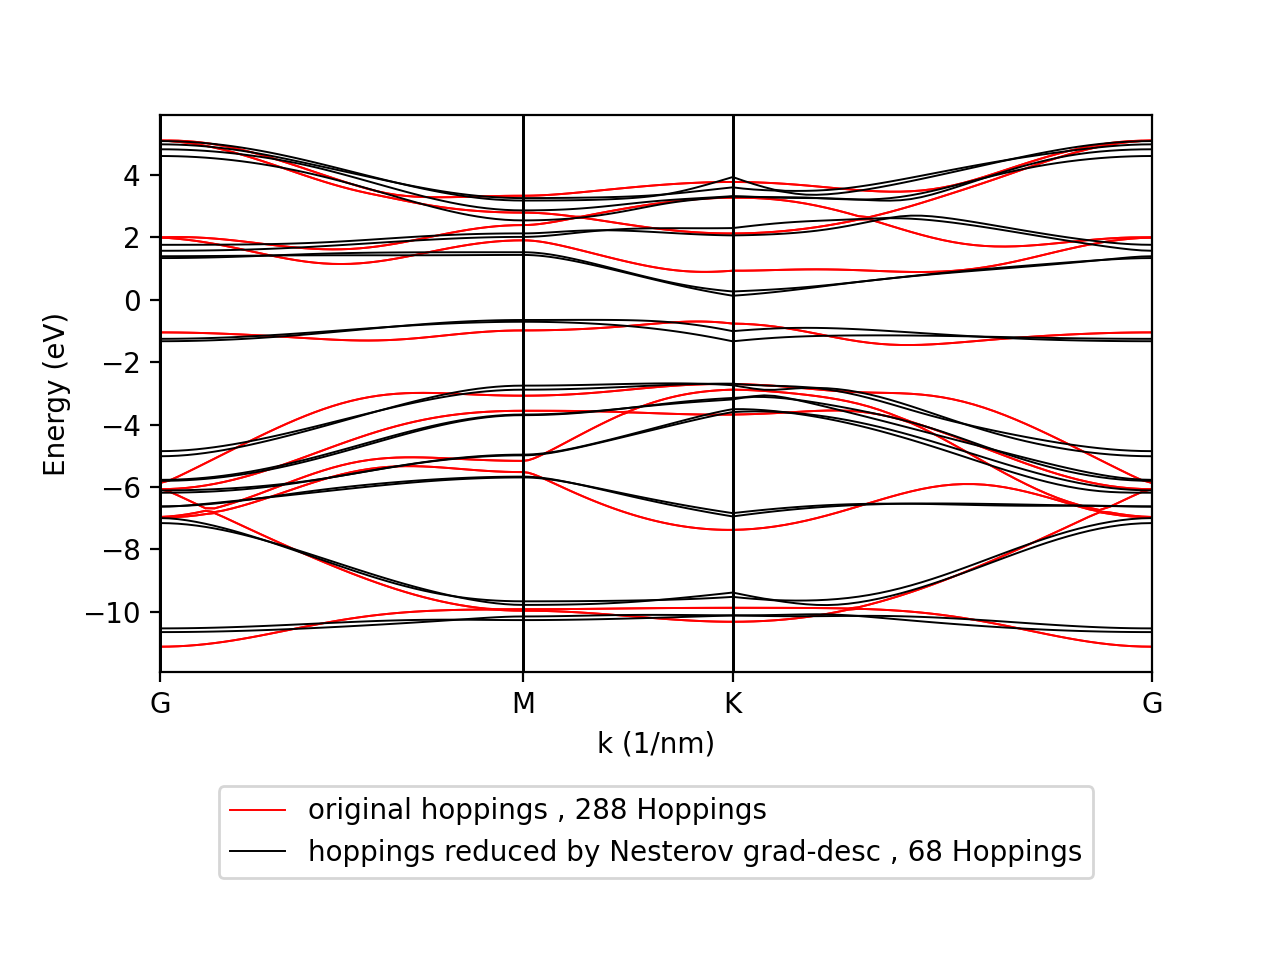 4
2
0
−2
−4
−6
−8
−10
Energy (eV)
G M K G
k (1/nm)
original hoppings , 288 Hoppings
hoppings reduced by Nesterov grad-desc , 68 Hoppings